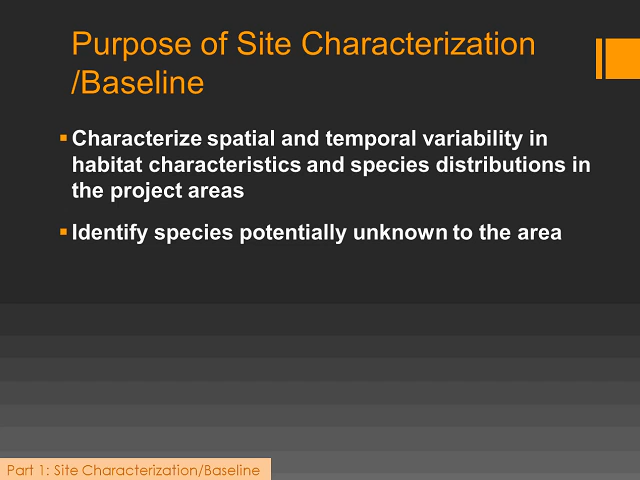 Purpose of Site Characterization
/Baseline
Characterize spatial and temporal variability in
habitat characteristics and species distributions in
the project areas
Identify species potentially unknown to the area
Part 1: Site Characterization/Baseline